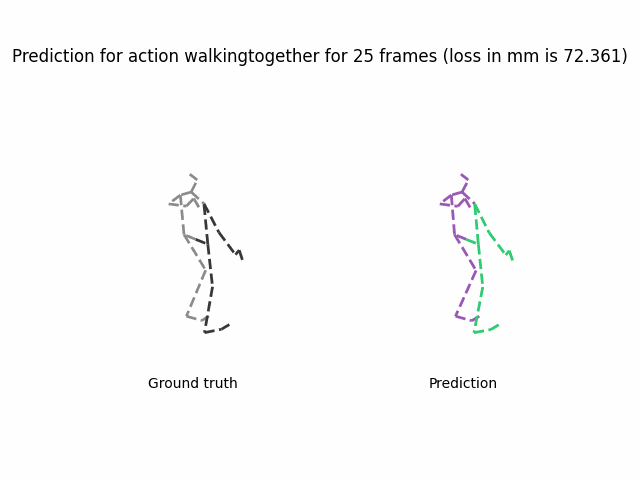 Prediction for action walkingtogether for 25 frames (loss in mm is 72.361)
Ground truth
Prediction